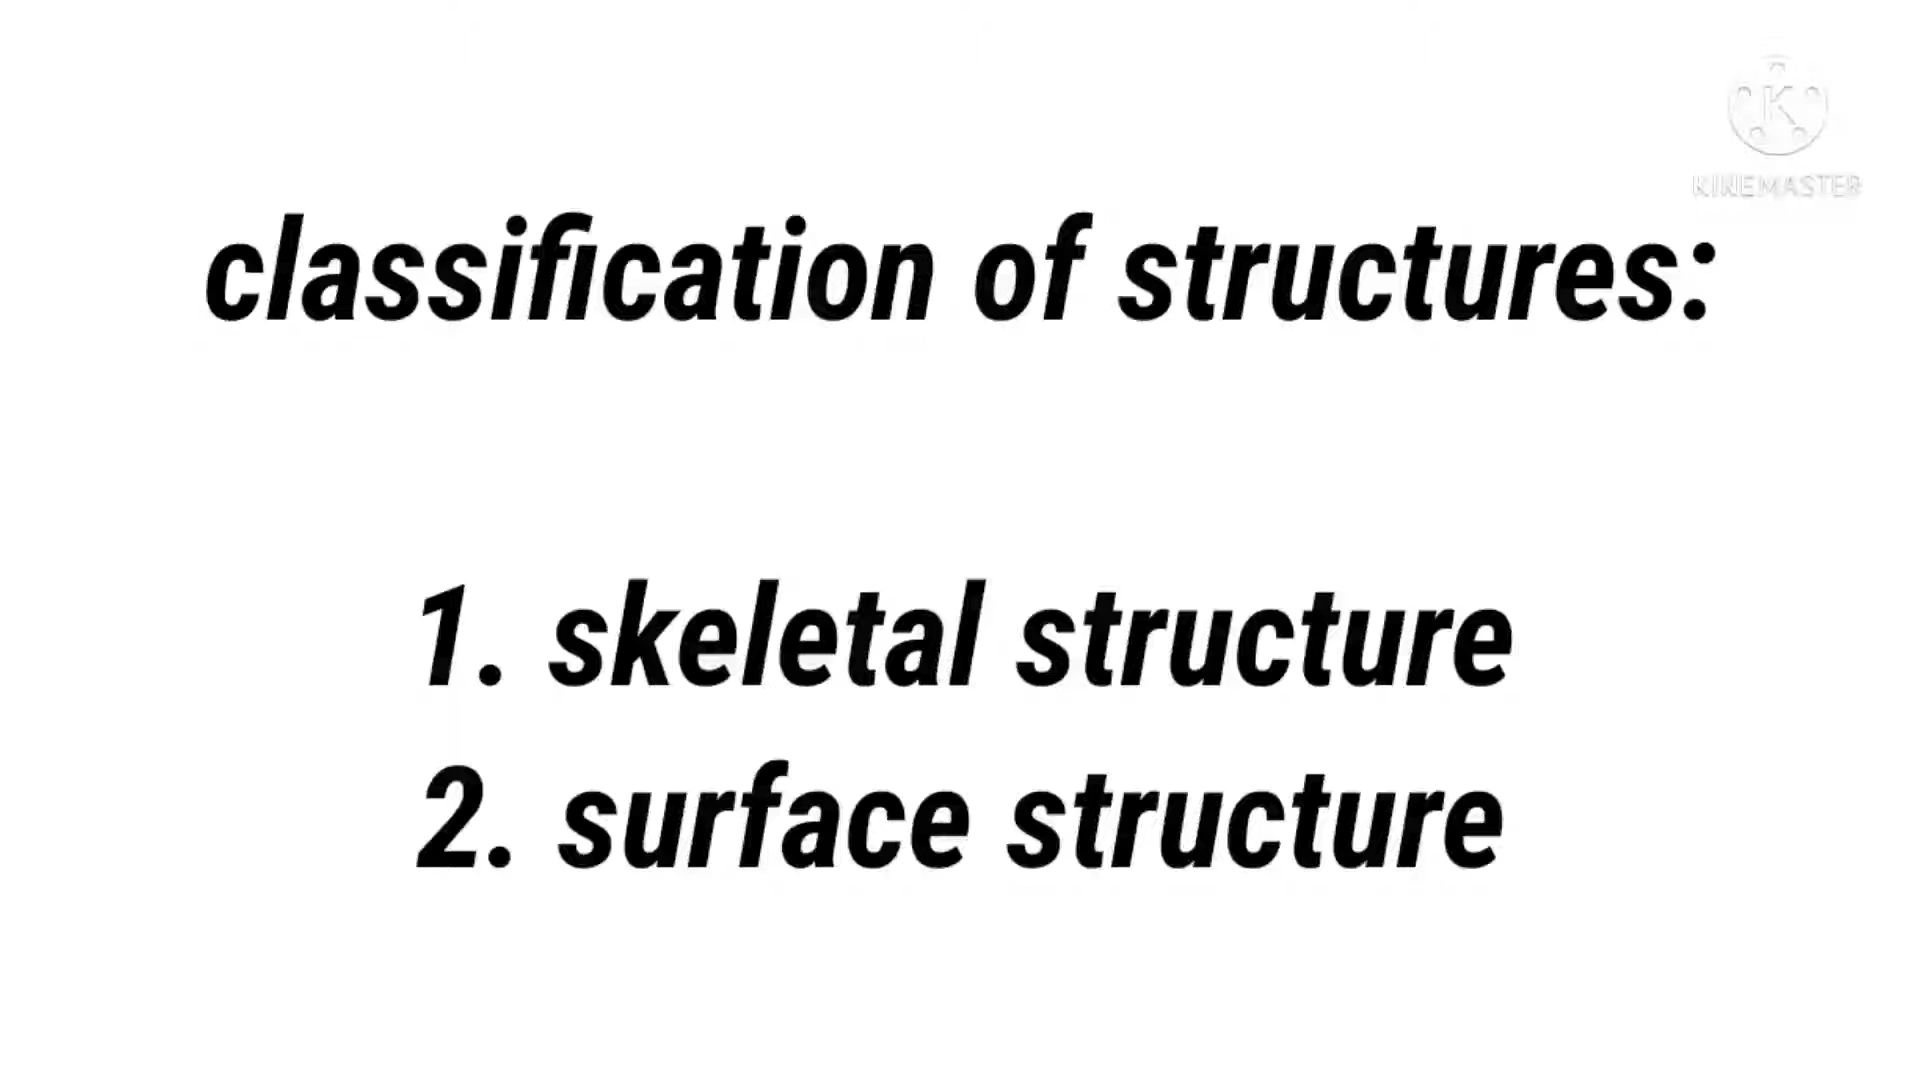 KINEMASTER
classification of structures:
1. skeletal structure
2. surface structure